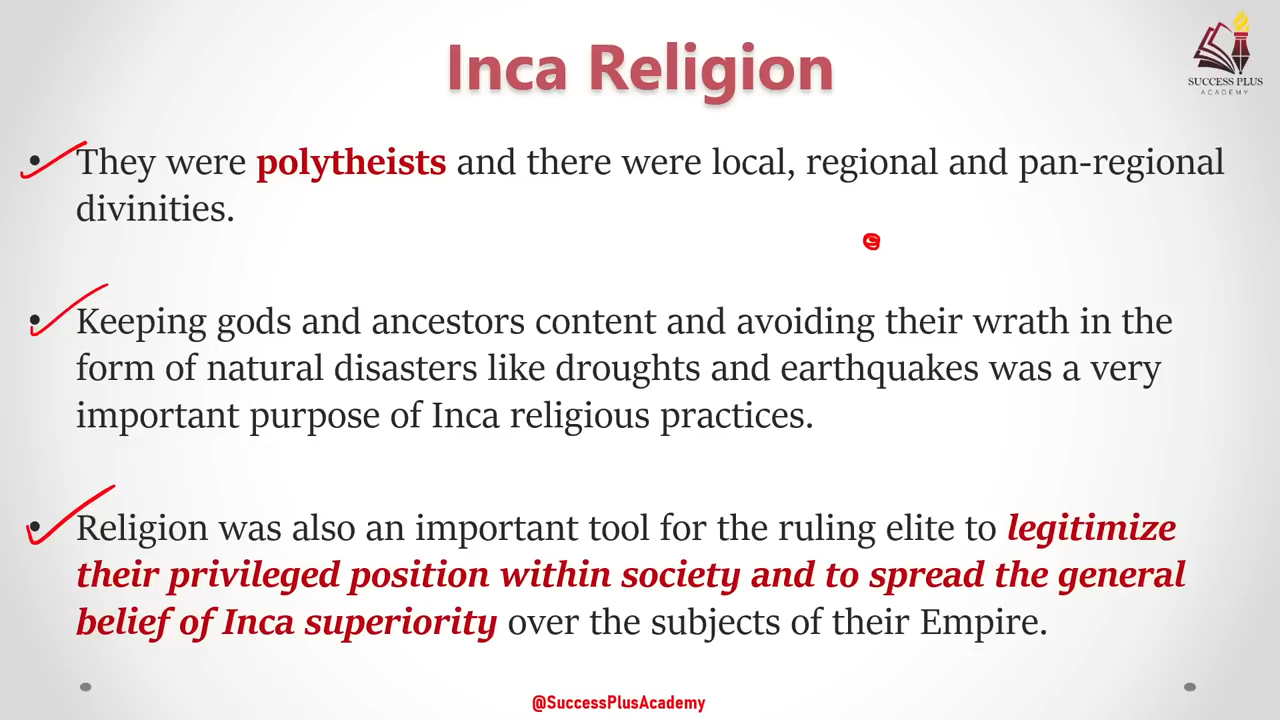 Inca Religion
SUCCESS PLUS
ACADEMY
• They were polytheists and there were local, regional and pan-regional
divinities.
• Keeping gods and ancestors content and avoiding their wrath in the
form of natural disasters like droughts and earthquakes was a very
important purpose of Inca religious practices.
• Religion was also an important tool for the ruling elite to legitimize
their privileged position within society and to spread the general
belief of Inca superiority over the subjects of their Empire.
@SuccessPlusAcademy